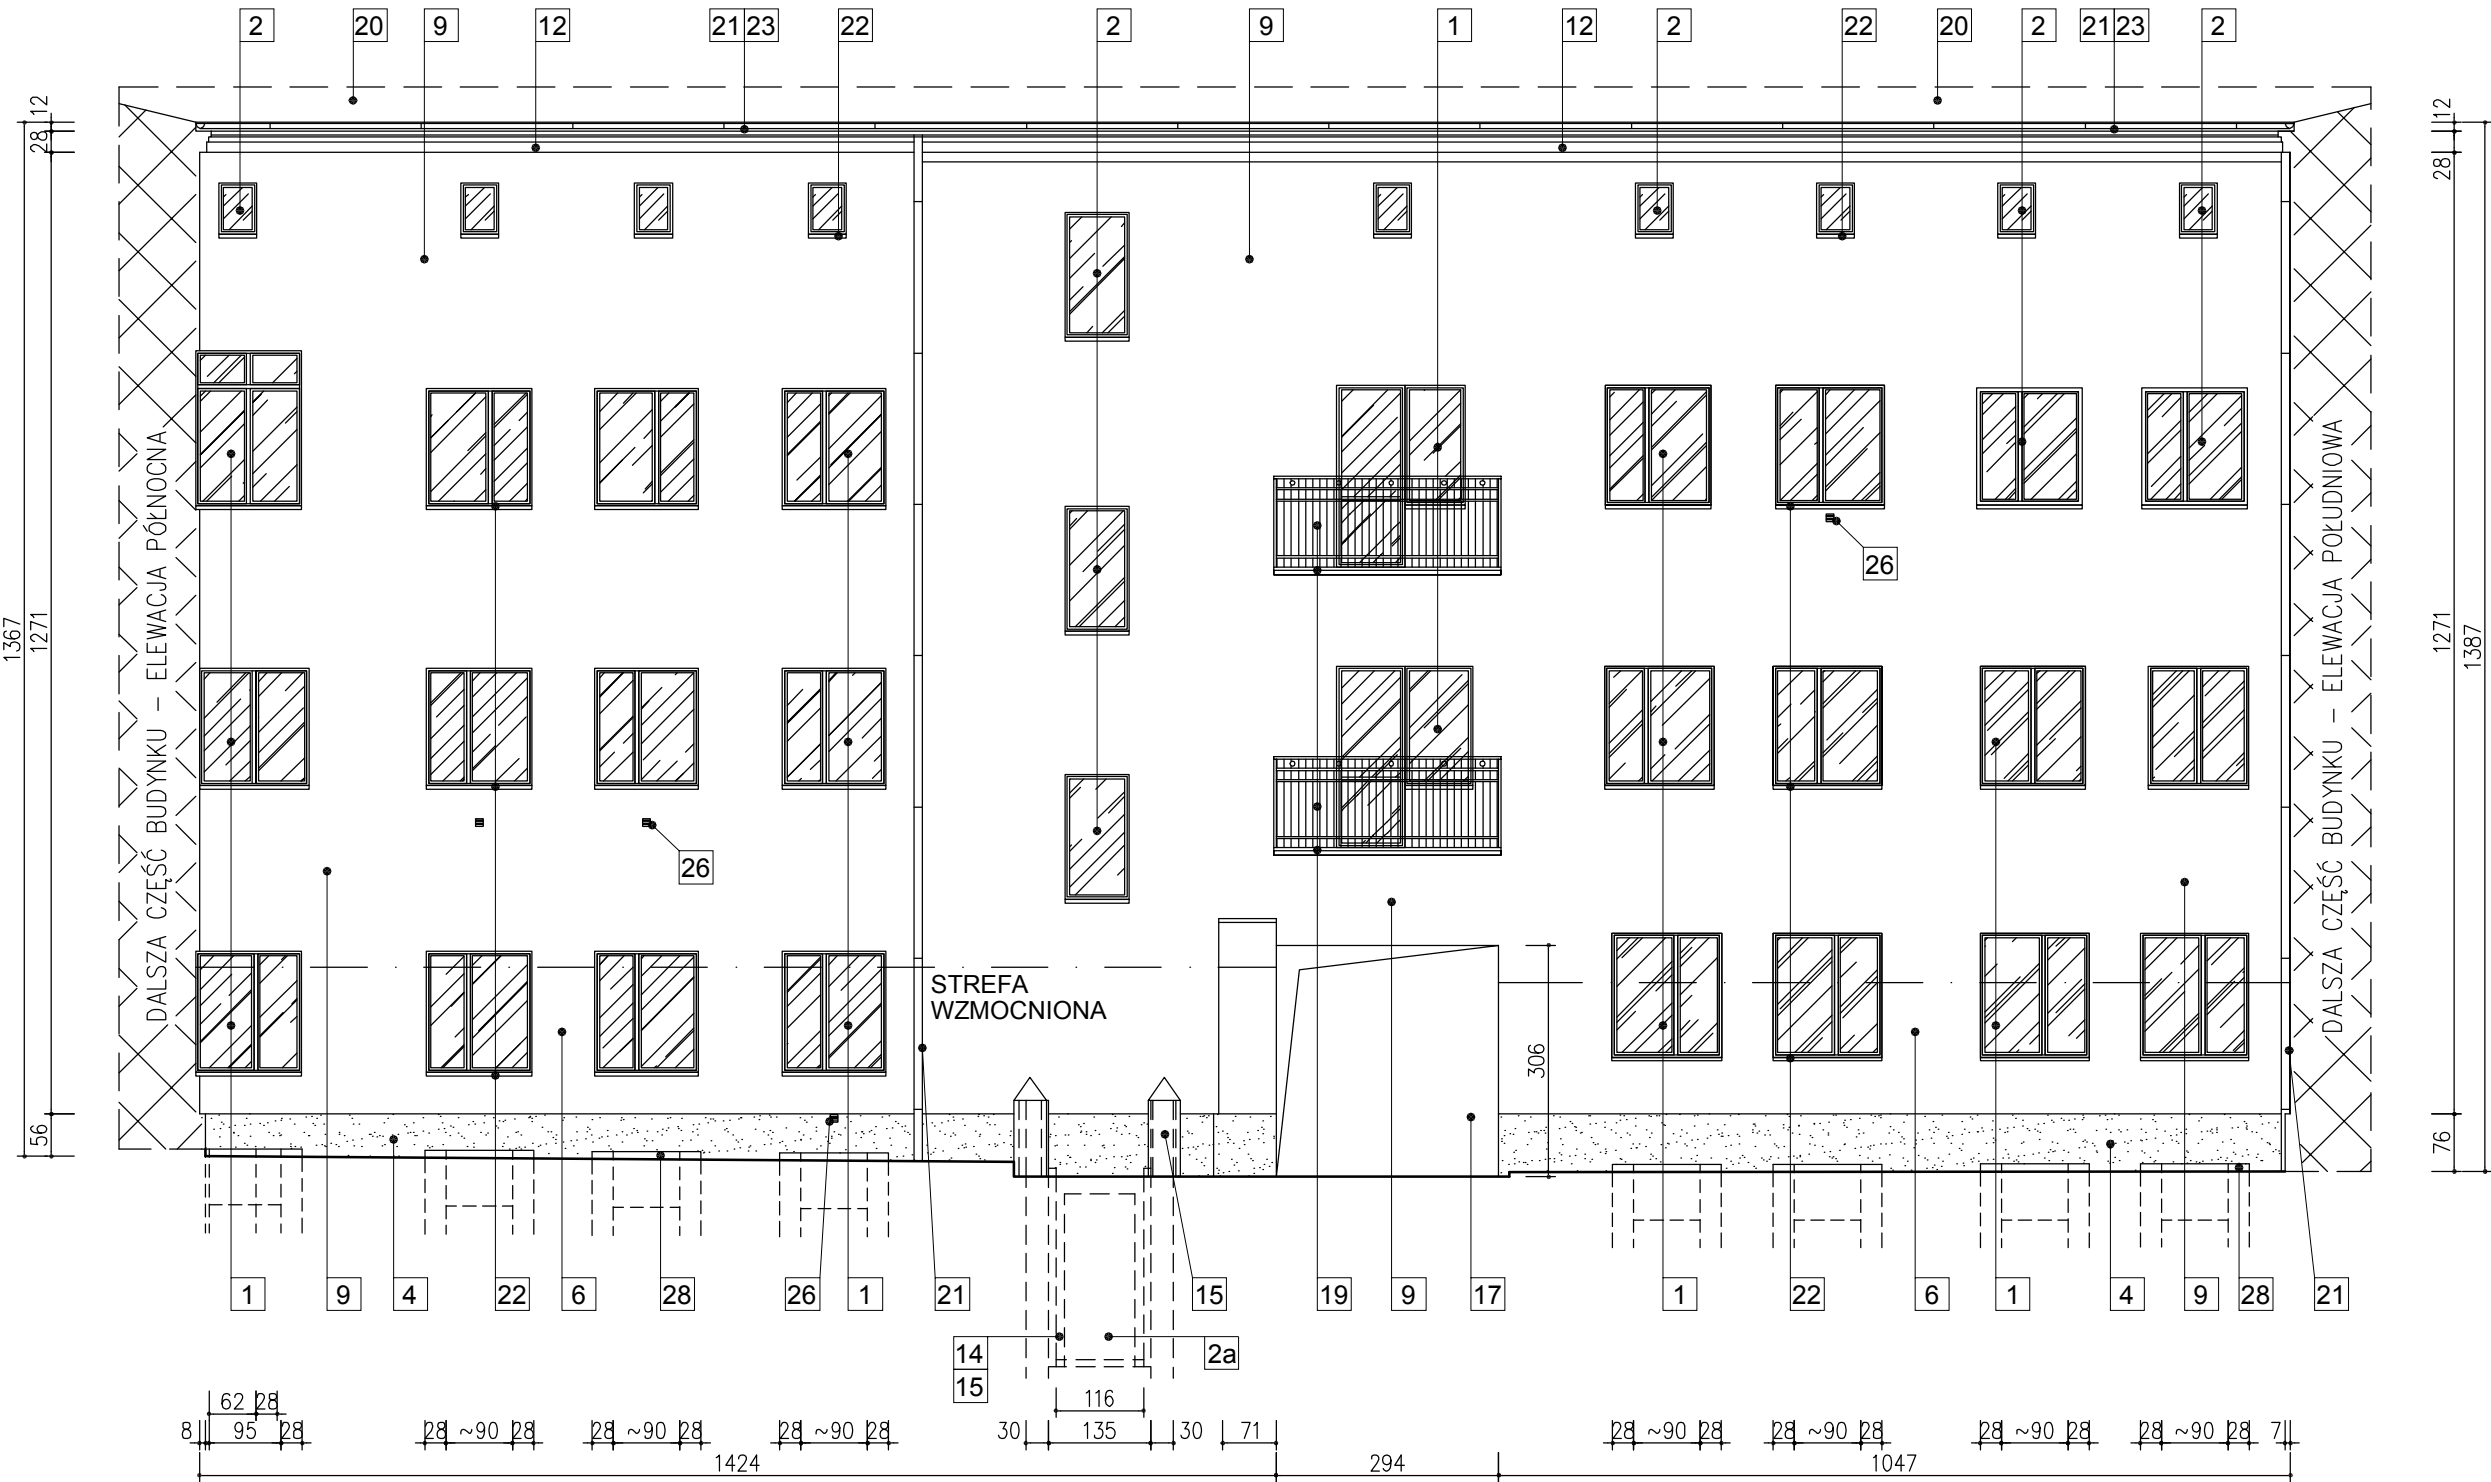 2 20 9 12 21 23 22 2 9 1 12 2 22 20 2 21 23 2
12
28
1271
1367
56
12
28
1271
1387
76
DALSZA CZĘŚĆ BUDYNKU – ELEWACJA PÓŁNOCNA
DALSZA CZĘŚĆ BUDYNKU – ELEWACJA POŁUDNIOWA
26
26
STREFA
WZMOCNIONA
306
1 9 4 22 6 28 26 1 21 15 19 9 17 1 22 6 1 4 9 28 21
14 2a
15
62 28 116
8 95 28 28 ~90 28 28 ~90 28 28 ~90 28 30 135 30 71 28 ~90 28 28 ~90 28 28 ~90 28 28 ~90 28 7
1424 294 1047